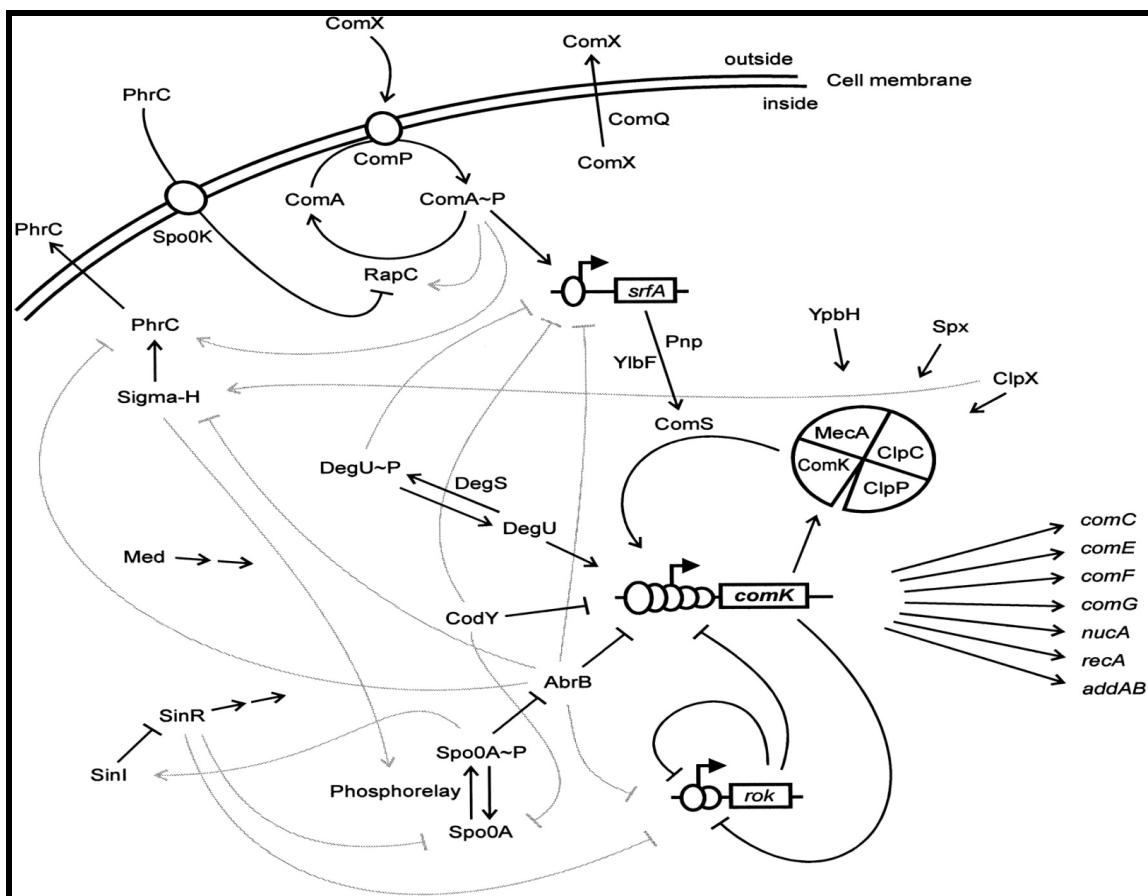 ComX
ComX
outside
Cell membrane
inside
PhrC
ComQ
ComP
ComX
ComA
ComA~P
PhrC
Spo0K
RapC
srfA
PhrC
YpbH
Spx
Pnp
YlbF
Sigma-H
ClpX
ComS
MecA
ClpC
ComK
ClpP
DegU~P
DegS
DegU
comC
comE
Med
comF
comK
comG
CodY
nucA
recA
AbrB
addAB
SinR
Spo0A~P
SinI
Phosphorelay
rok
Spo0A